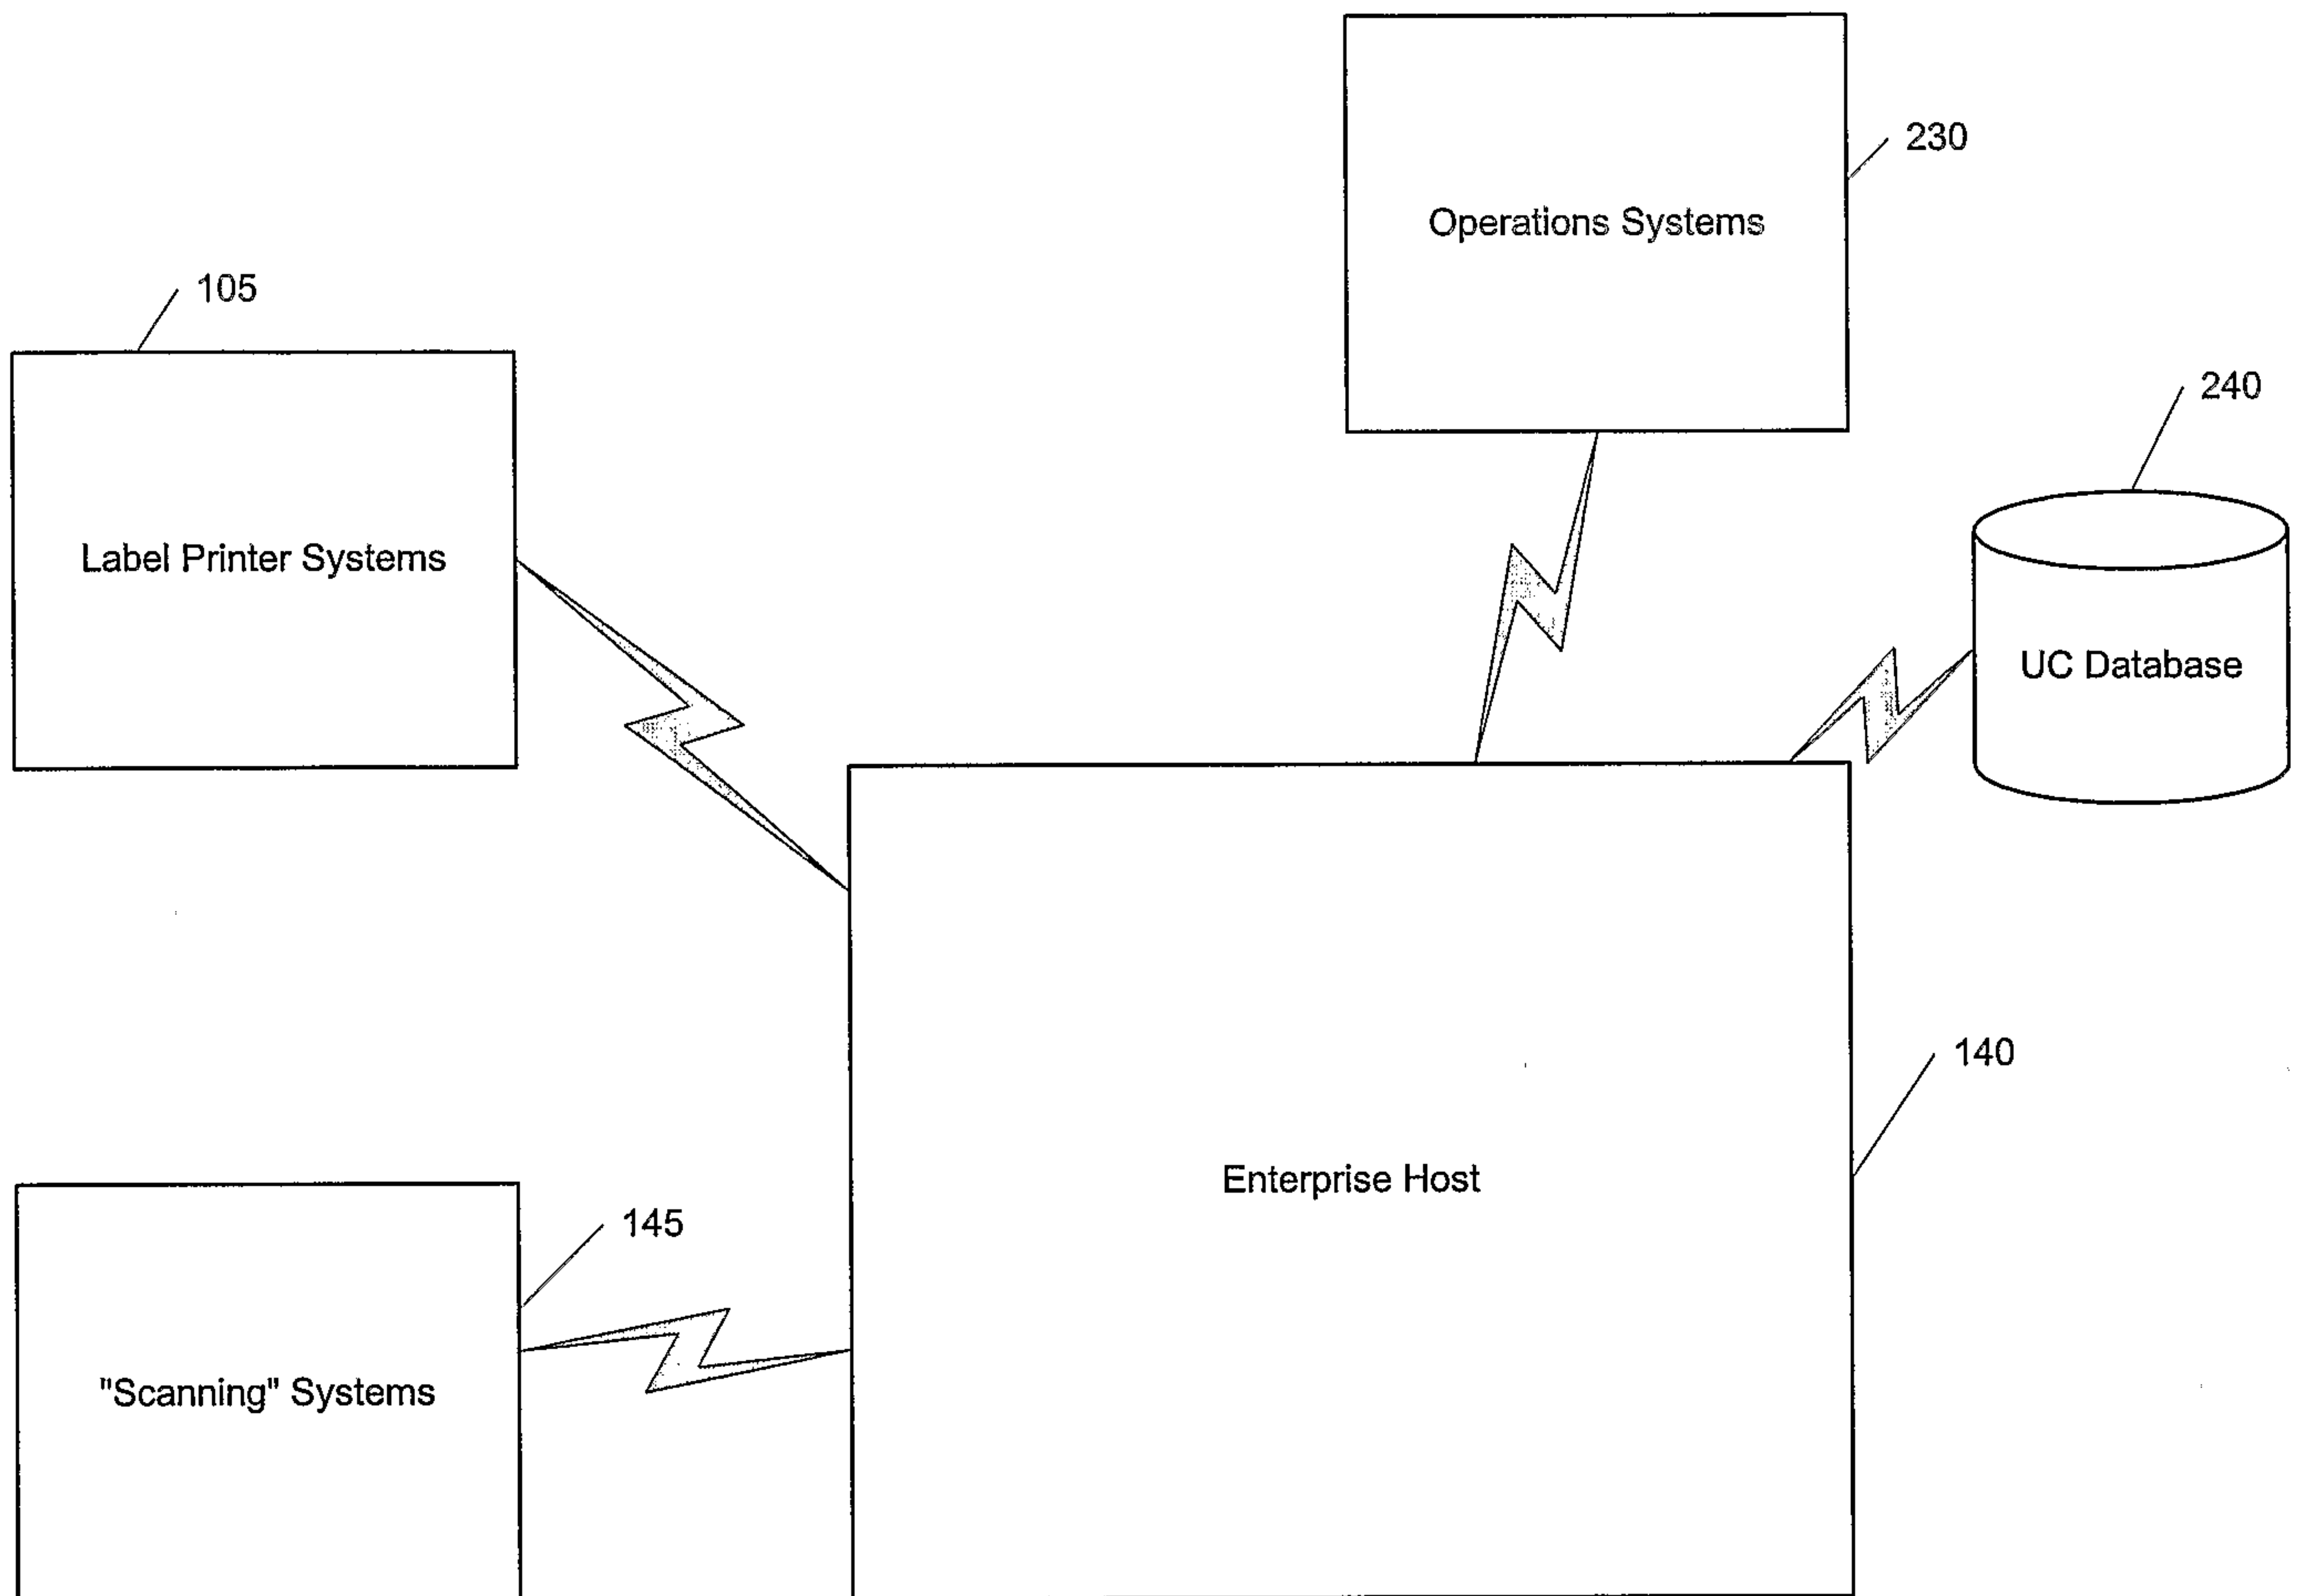 230
Operations Systems
105
240
Label Printer Systems
UC Database
140
Enterprise Host
145
"Scanning" Systems